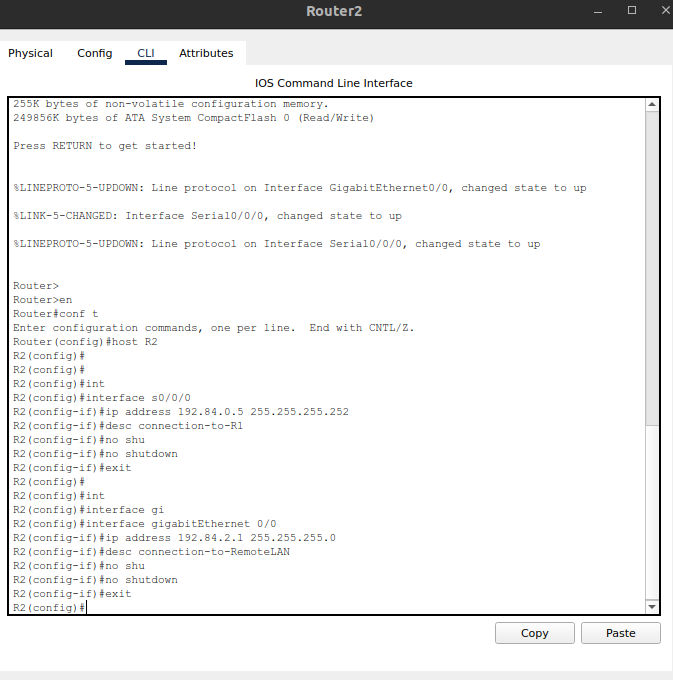 Router2
Physical Config CLI Attributes
IOS Command Line Interface
255K bytes of non-volatile configuration memory.
249856K bytes of ATA System CompactFlash 0 (Read/Write)
Press RETURN to get started!
%LINEPROTO-5-UPDOWN: Line protocol on Interface GigabitEthernet0/0, changed state to up
%LINK-5-CHANGED: Interface Serial0/0/0, changed state to up
%LINEPROTO-5-UPDOWN: Line protocol on Interface Serial0/0/0, changed state to up
Router>
Router>en
Router#conf t
Enter configuration commands, one per line.  End with CNTL/Z.
Router(config)#host R2
R2(config)#
R2(config)#
R2(config)#int
R2(config)#interface s0/0/0
R2(config-if)#ip address 192.84.0.5 255.255.255.252
R2(config-if)#desc connection-to-R1
R2(config-if)#no shu
R2(config-if)#no shutdown
R2(config-if)#exit
R2(config)#
R2(config)#int
R2(config)#interface gi
R2(config)#interface gigabitEthernet 0/0
R2(config-if)#ip address 192.84.2.1 255.255.255.0
R2(config-if)#desc connection-to-RemoteLAN
R2(config-if)#no shu
R2(config-if)#no shutdown
R2(config-if)#exit
R2(config)#
Copy Paste